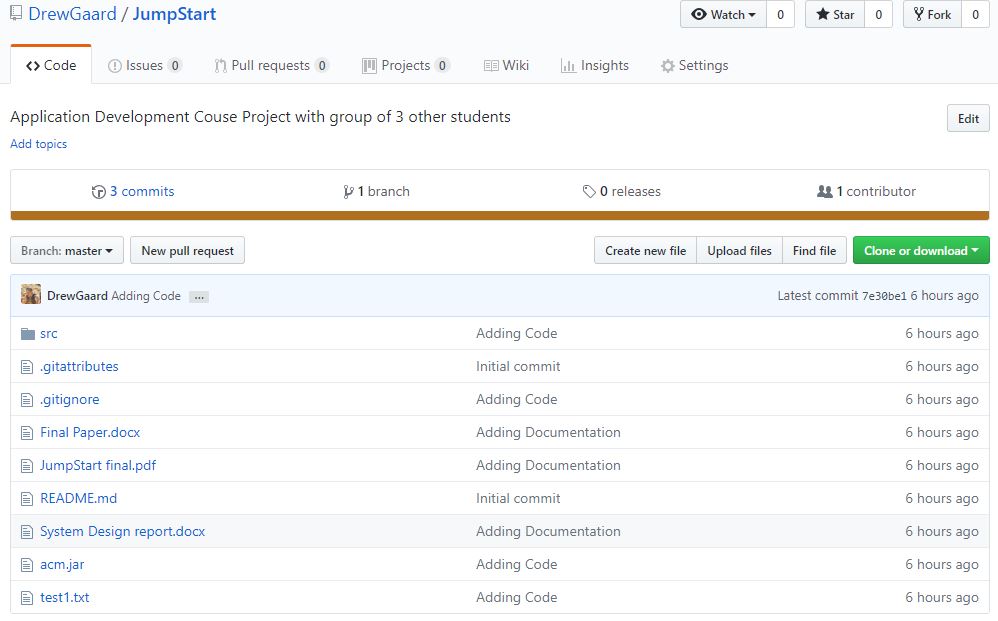 DrewGaard / JumpStart
Watch 0 Star 0 Fork 0
Code Issues 0 Pull requests 0 Projects 0 Wiki Insights Settings
Application Development Couse Project with group of 3 other students
Edit
Add topics
3 commits 1 branch 0 releases 1 contributor
Branch: master New pull request Create new file Upload files Find file Clone or download
DrewGaard Adding Code ... Latest commit 7e30be1 6 hours ago
src Adding Code 6 hours ago
.gitattributes Initial commit 6 hours ago
.gitignore Adding Code 6 hours ago
Final Paper.docx Adding Documentation 6 hours ago
JumpStart final.pdf Adding Documentation 6 hours ago
README.md Initial commit 6 hours ago
System Design report.docx Adding Documentation 6 hours ago
acm.jar Adding Code 6 hours ago
test1.txt Adding Code 6 hours ago